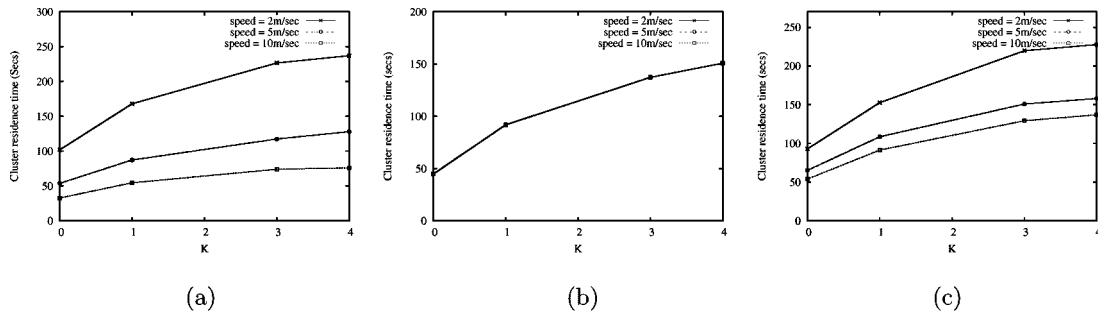 300
250
200
150
100
50
0
0 1 2 3 4
K
Cluster residence time (Secs)
speed = 2m/sec
speed = 5m/sec
speed = 10m/sec
(a)
200
150
100
50
0
0 1 2 3 4
K
Cluster residence time (secs)
speed = 2m/sec
speed = 5m/sec
speed = 10m/sec
(b)
250
200
150
100
50
0
0 1 2 3 4
K
Cluster residence time (secs)
speed = 2m/sec
speed = 5m/sec
speed = 10m/sec
(c)